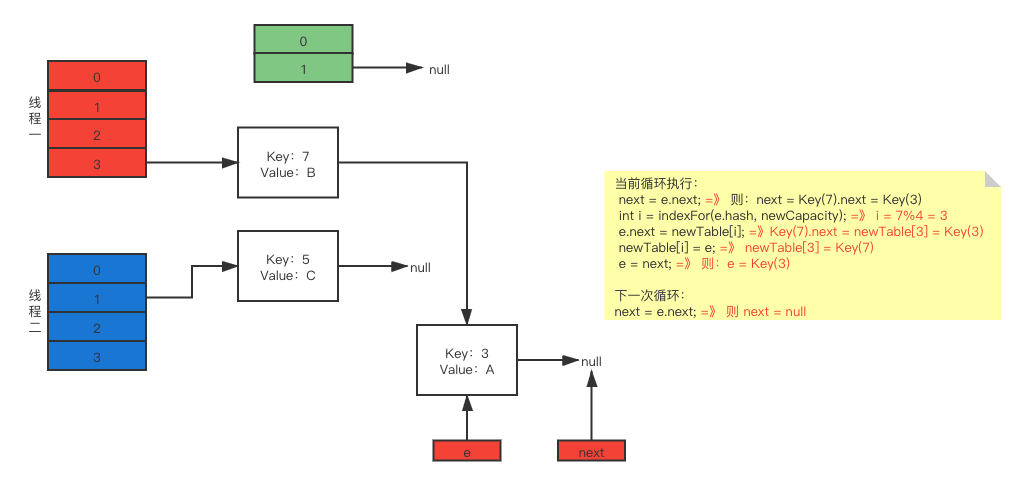 0
1
null
线程一
0
1
2
3
Key：7
Value：B
线程二
0
1
2
3
Key：5
Value：C
null
Key：3
Value：A
null
e
next
当前循环执行：
next = e.next; =》 则：next = Key(7).next = Key(3)
int i = indexFor(e.hash, newCapacity); =》 i = 7%4 = 3
e.next = newTable[i]; =》Key(7).next = newTable[3] = Key(3)
newTable[i] = e; =》 newTable[3] = Key(7)
e = next; =》 则：e = Key(3)
下一次循环：
next = e.next; =》 则 next = null